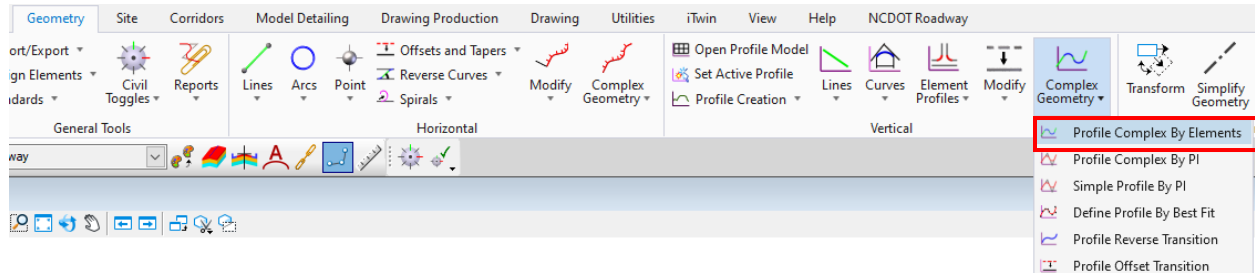 Geometry Site Corridors Model Detailing Drawing Production Drawing Utilities iTwin View Help NCDOT Roadway
ort/Export
gn Elements
dards
Civil Toggles
Reports
Lines
Arcs
Point
Offsets and Tapers
Reverse Curves
Spirals
Modify
Complex Geometry
Open Profile Model
Set Active Profile
Profile Creation
Lines
Curves
Element Profiles
Modify
Complex Geometry
Transform
Simplify Geometry
General Tools
Horizontal
Vertical
way
Profile Complex By Elements
Profile Complex By PI
Simple Profile By PI
Define Profile By Best Fit
Profile Reverse Transition
Profile Offset Transition